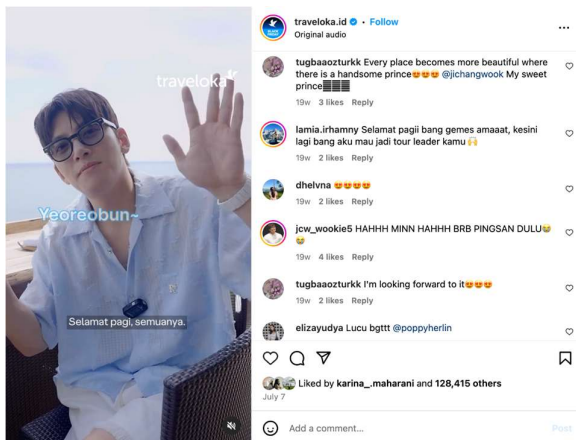 traveloka
Yeoreobun~
Selamat pagi, semuanya.
traveloka.id • Follow
Original audio
tugbaaozturkk Every place becomes more beautiful where
there is a handsome prince😍😍😍 @jichangwook My sweet
prince
19w 3 likes Reply
lamia.irhamny Selamat pagii bang gemes amaaat, kesini
lagi bang aku mau jadi tour leader kamu 🙌
19w 2 likes Reply
dhelvna 😍😍😍😍
19w 2 likes Reply
jcw_wookie5 HAHHH MINN HAHHH BRB PINGSAN DULU😭
😭
19w 4 likes Reply
tugbaaozturkk I'm looking forward to it😍😍😍
19w 2 likes Reply
elizayudya Lucu bgttt @poppyherlin
Liked by karina_.maharani and 128,415 others
July 7
Add a comment...
Post